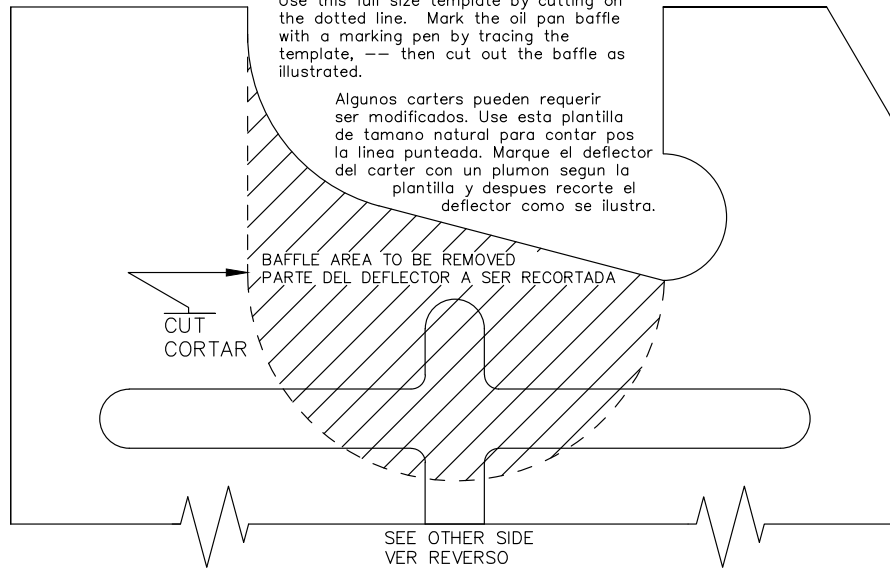 Use this full size template by cutting on
the dotted line. Mark the oil pan baffle
with a marking pen by tracing the
template, –– then cut out the baffle as
illustrated.
Algunos carters pueden requerir
ser modificados. Use esta plantilla
de tamano natural para contar pos
la linea punteada. Marque el deflector
del carter con un plumon segun la
plantilla y despues recorte el
deflector como se ilustra.
BAFFLE AREA TO BE REMOVED
PARTE DEL DEFLECTOR A SER RECORTADA
CUT
CORTAR
SEE OTHER SIDE
VER REVERSO